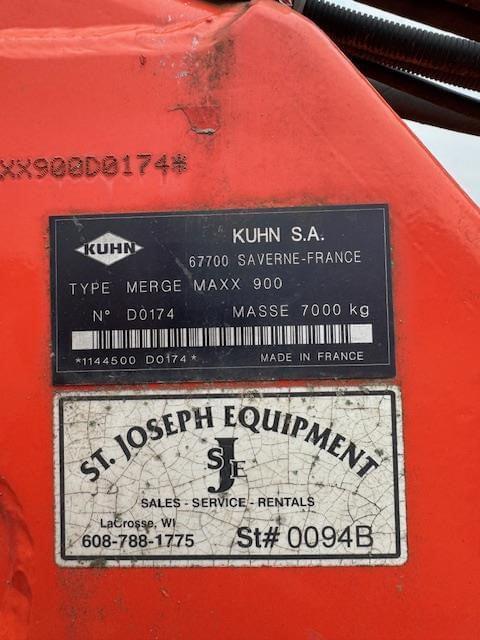 XX900D0174*
KUHN
KUHN S.A.
67700 SAVERNE-FRANCE
TYPE MERGE MAXX 900
N° D0174 MASSE 7000 kg
*1144500 D0174* MADE IN FRANCE
ST. JOSEPH EQUIPMENT
SJE
SALES - SERVICE - RENTALS
LaCrosse, WI
608-788-1775 St# 0094B